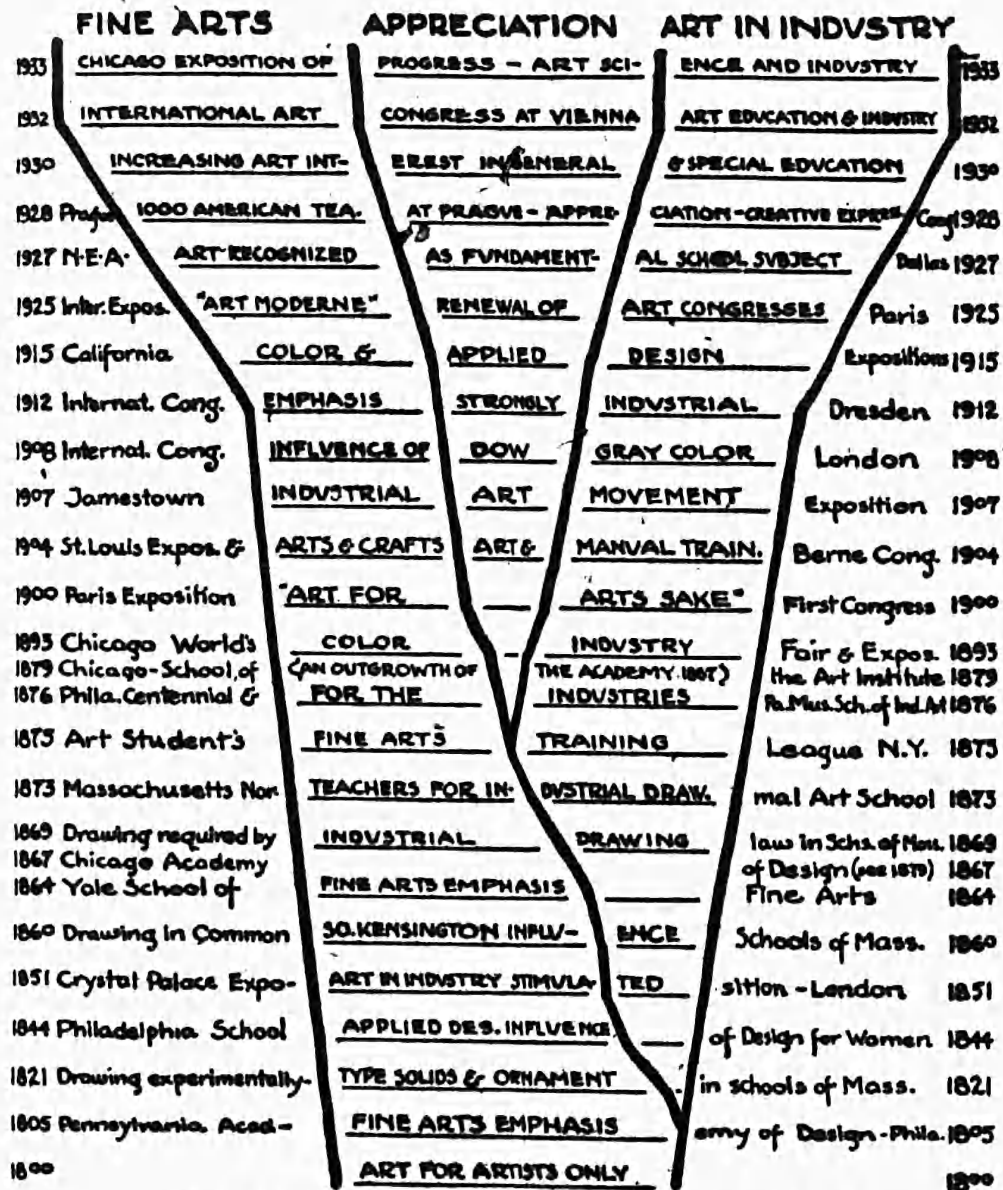 FINE ARTS APPRECIATION ART IN INDVSTRY
1933 CHICAGO EXPOSITION OF PROGRESS - ART SCI- ENCE AND INDVSTRY 1933
1932 INTERNATIONAL ART CONGRESS AT VIENNA ART EDVCATION & INDVSTRY 1932
1930 INCREASING ART INT- EREST IN GENERAL & SPECIAL EDVCATION 1930
1928 Prague 1000 AMERICAN TEA. AT PRAGVE - APPRE- CIATION - CREATIVE EXPERI. Cong 1928
1927 N.E.A. ART RECOGNIZED AS FVNDAMENT- AL SCHOOL SVBJECT Dallas 1927
1925 Inter. Expos. "ART MODERNE" RENEWAL OF ART CONGRESSES Paris 1925
1915 California COLOR & APPLIED DESIGN Expositions 1915
1912 Internat. Cong. EMPHASIS STRONGLY INDVSTRIAL Dresden 1912
1908 Internat. Cong. INFLVENCE OF DOW GRAY COLOR London 1908
1907 Jamestown INDVSTRIAL ART MOVEMENT Exposition 1907
1904 St. Louis Expos. & ARTS & CRAFTS ART & MANVAL TRAIN. Berne Cong. 1904
1900 Paris Exposition "ART FOR ARTS SAKE" First Congress 1900
1893 Chicago World's COLOR INDVSTRY Fair & Expos. 1893
1879 Chicago-School, of (AN OUTGROWTH OF THE ACADEMY. 1867) the Art Institute 1879
1876 Phila. Centennial & FOR THE INDVSTRIES Pa. Mus. Sch. of Ind. Art 1876
1875 Art Student's FINE ARTS TRAINING League N.Y. 1875
1873 Massachusetts Nor- TEACHERS FOR IN- DVSTRIAL DRAW. mal Art School 1873
1869 Drawing required by INDVSTRIAL DRAWING law in Schs. of Mass. 1869
1867 Chicago Academy of Design (see 1879) 1867
1864 Yale School of FINE ARTS EMPHASIS Fine Arts 1864
1860 Drawing in Common SO. KENSINGTON INFLV- ENCE Schools of Mass. 1860
1851 Crystal Palace Expo- ART IN INDVSTRY STIMVLA- TED sition - London 1851
1844 Philadelphia School APPLIED DES. INFLVENCE of Design for Women 1844
1821 Drawing experimentally- TYPE SOLIDS & ORNAMENT in schools of Mass. 1821
1805 Pennsylvania Acad- FINE ARTS EMPHASIS emy of Design - Phila. 1805
1800 ART FOR ARTISTS ONLY 1800